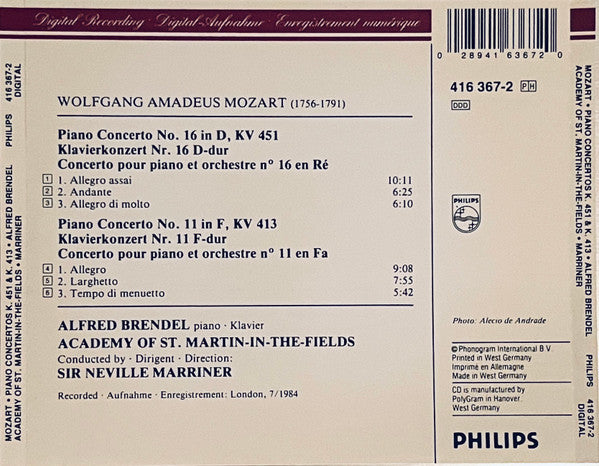 Digital Recording · Digital-Aufnahme · Enregistrement numérique
WOLFGANG AMADEUS MOZART (1756-1791)
Piano Concerto No. 16 in D, KV 451
Klavierkonzert Nr. 16 D-dur
Concerto pour piano et orchestre n° 16 en Ré
1 1. Allegro assai 10:11
2 2. Andante 6:25
3 3. Allegro di molto 6:10
Piano Concerto No. 11 in F, KV 413
Klavierkonzert Nr. 11 F-dur
Concerto pour piano et orchestre n° 11 en Fa
4 1. Allegro 9:08
5 2. Larghetto 7:55
6 3. Tempo di menuetto 5:42
ALFRED BRENDEL piano · Klavier
ACADEMY OF ST. MARTIN-IN-THE-FIELDS
Conducted by · Dirigent · Direction:
SIR NEVILLE MARRINER
Recorded · Aufnahme · Enregistrement: London, 7/1984
0 28941 63672 0
416 367-2 PH
DDD
PHILIPS
Photo: Alecio de Andrade
℗ Phonogram International B.V.
Printed in West Germany
Imprimé en Allemagne
Made in West Germany
CD is manufactured by
PolyGram in Hanover,
West Germany
PHILIPS
MOZART • PIANO CONCERTOS K. 451 & K. 413 • ALFRED BRENDEL
ACADEMY OF ST. MARTIN-IN-THE-FIELDS • MARRINER
PHILIPS
416 367-2
DIGITAL
MOZART • PIANO CONCERTOS K. 451 & K. 413 • ALFRED BRENDEL
ACADEMY OF ST. MARTIN-IN-THE-FIELDS • MARRINER
PHILIPS
416 367-2
DIGITAL